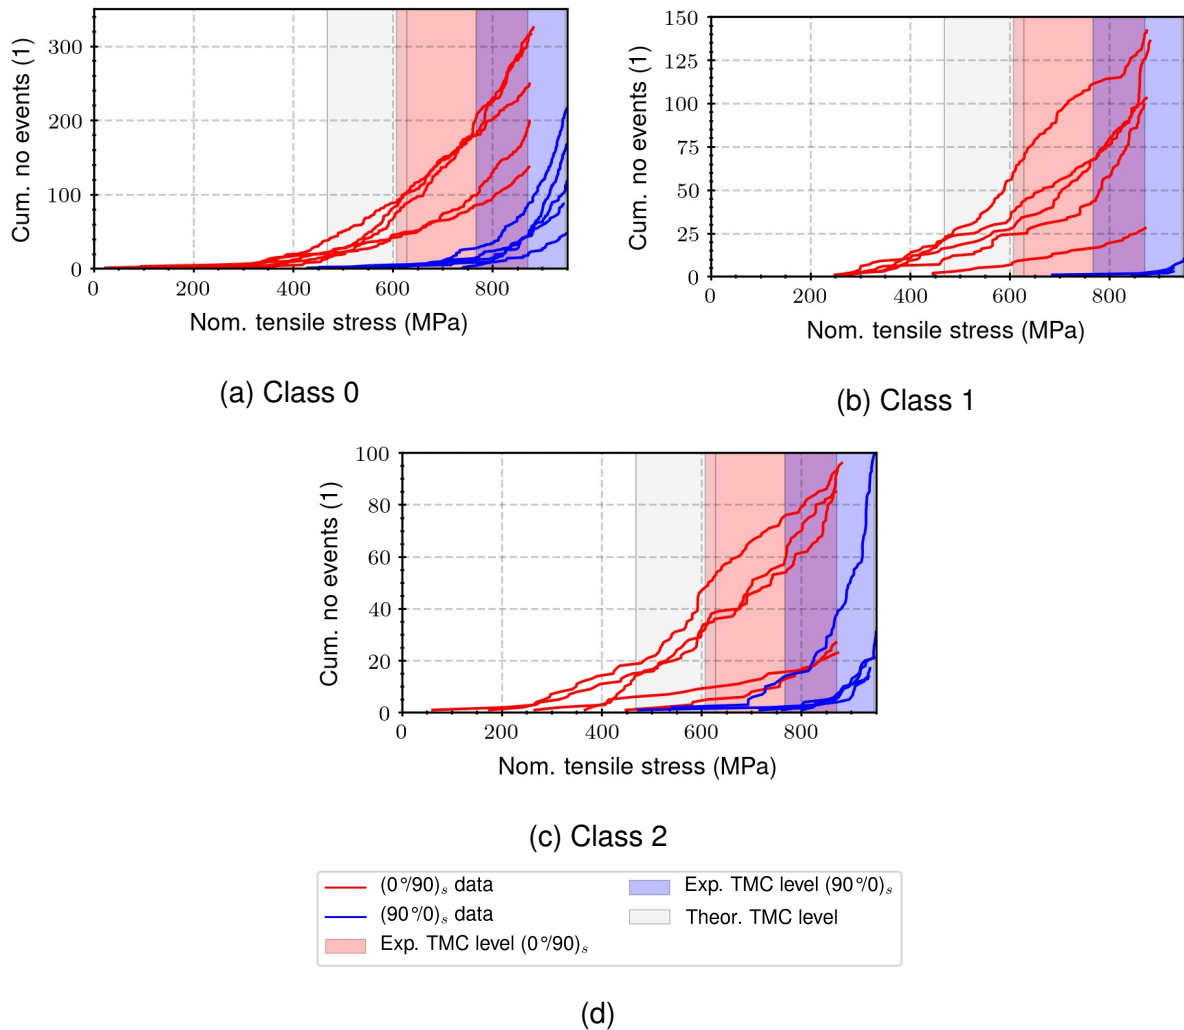 300
200
100
0
Cum. no events (1)
0 200 400 600 800
Nom. tensile stress (MPa)
(a) Class 0
150
125
100
75
50
25
0
Cum. no events (1)
0 200 400 600 800
Nom. tensile stress (MPa)
(b) Class 1
100
80
60
40
20
0
Cum. no events (1)
0 200 400 600 800
Nom. tensile stress (MPa)
(c) Class 2
(0°/90)ₛ data
(90°/0)ₛ data
Exp. TMC level (0°/90)ₛ
Exp. TMC level (90°/0)ₛ
Theor. TMC level
(d)